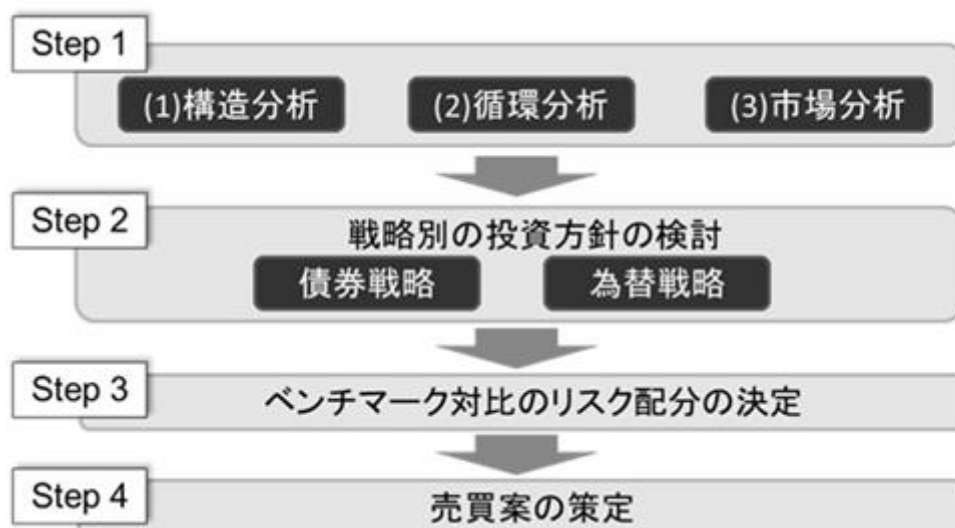 Step 1
(1)構造分析 (2)循環分析 (3)市場分析
Step 2
戦略別の投資方針の検討
債券戦略 為替戦略
Step 3
ベンチマーク対比のリスク配分の決定
Step 4
売買案の策定